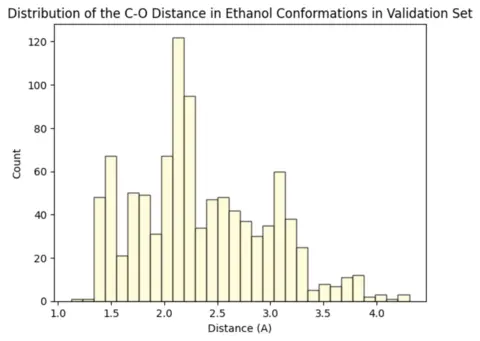 Distribution of the C-O Distance in Ethanol Conformations in Validation Set
120
100
80
60
40
20
0
Count
1.0 1.5 2.0 2.5 3.0 3.5 4.0
Distance (A)